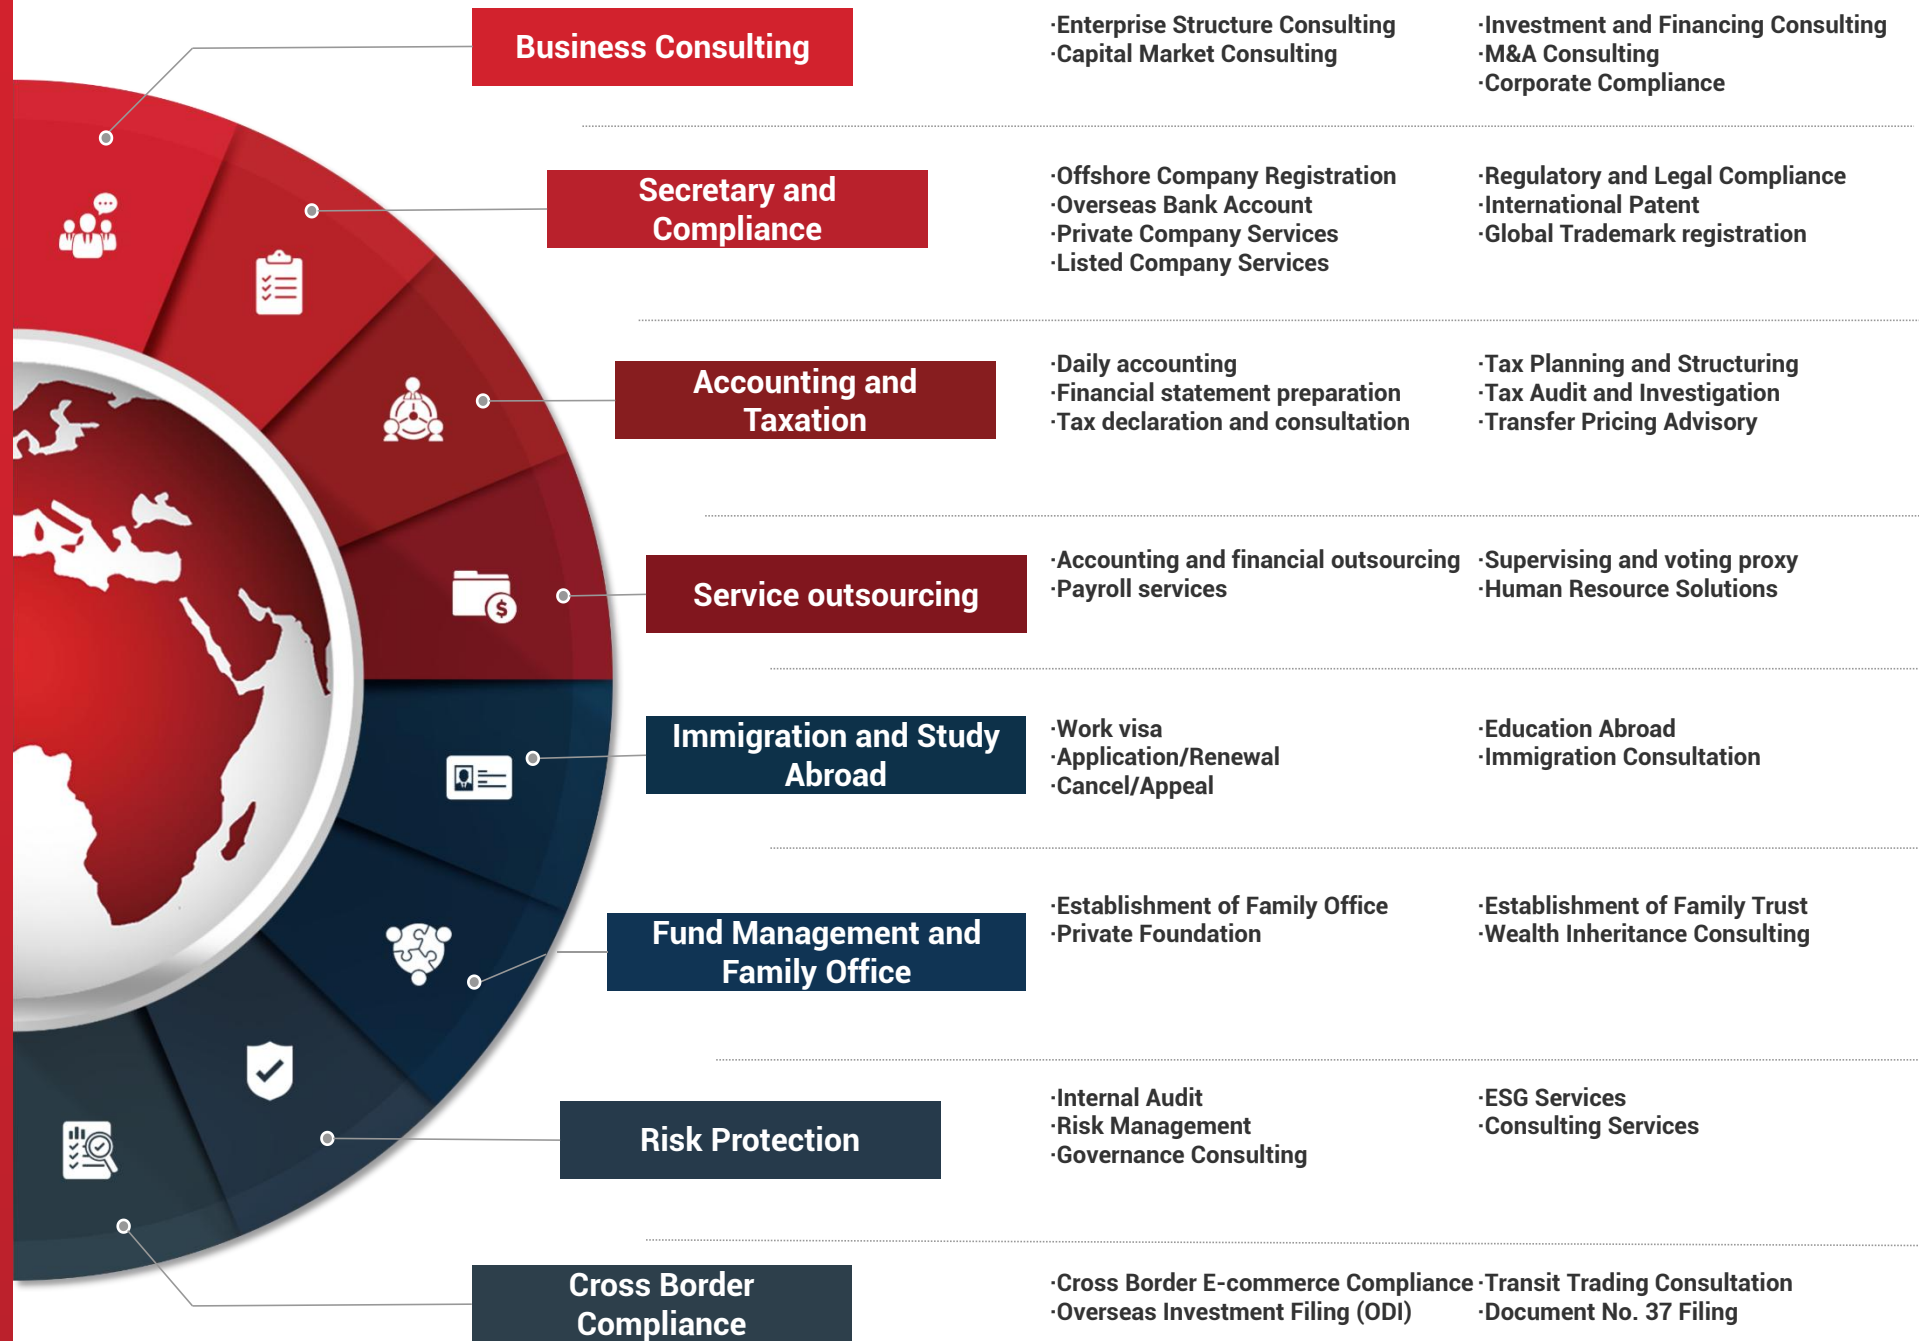 Business Consulting
·Enterprise Structure Consulting
·Capital Market Consulting
·Investment and Financing Consulting
·M&A Consulting
·Corporate Compliance
Secretary and
Compliance
·Offshore Company Registration
·Overseas Bank Account
·Private Company Services
·Listed Company Services
·Regulatory and Legal Compliance
·International Patent
·Global Trademark registration
Accounting and
Taxation
·Daily accounting
·Financial statement preparation
·Tax declaration and consultation
·Tax Planning and Structuring
·Tax Audit and Investigation
·Transfer Pricing Advisory
Service outsourcing
·Accounting and financial outsourcing
·Payroll services
·Supervising and voting proxy
·Human Resource Solutions
Immigration and Study
Abroad
·Work visa
·Application/Renewal
·Cancel/Appeal
·Education Abroad
·Immigration Consultation
Fund Management and
Family Office
·Establishment of Family Office
·Private Foundation
·Establishment of Family Trust
·Wealth Inheritance Consulting
Risk Protection
·Internal Audit
·Risk Management
·Governance Consulting
·ESG Services
·Consulting Services
Cross Border
Compliance
·Cross Border E-commerce Compliance
·Overseas Investment Filing (ODI)
·Transit Trading Consultation
·Document No. 37 Filing